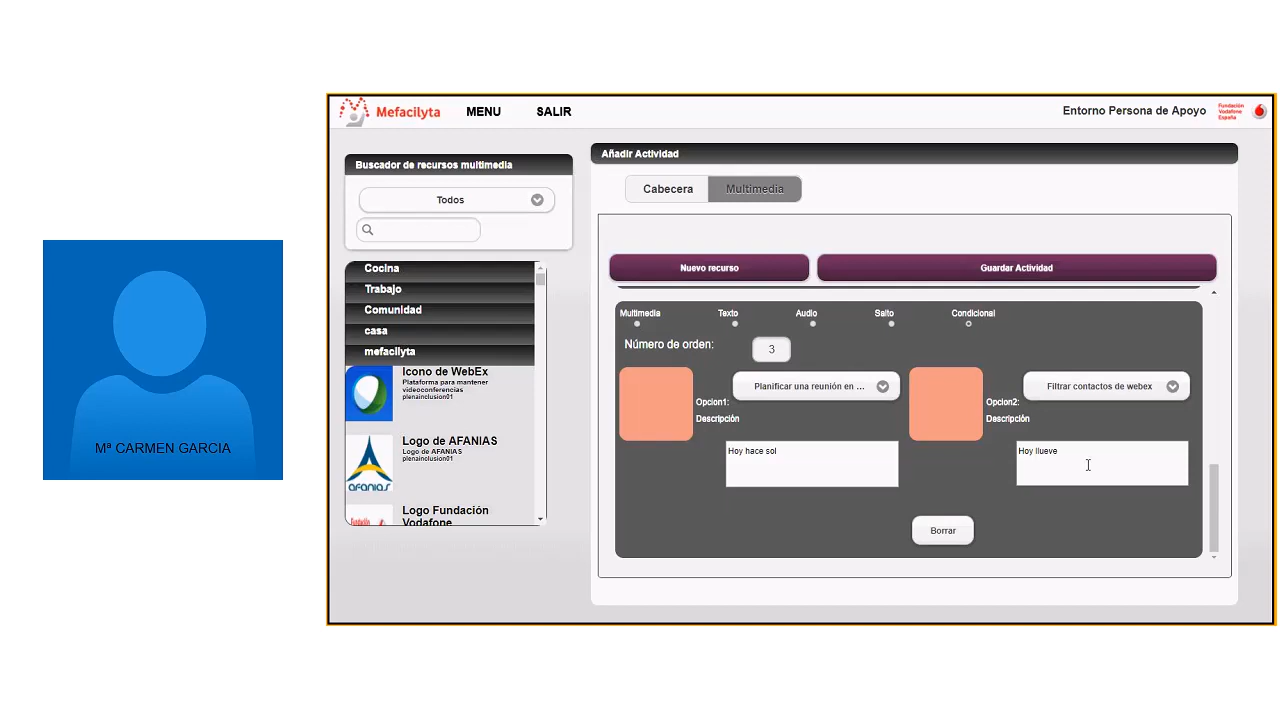 Mª CARMEN GARCIA
Mefacilyta
MENU
SALIR
Entorno Persona de Apoyo
Fundación
Vodafone
España
Buscador de recursos multimedia
Todos
Cocina
Trabajo
Comunidad
casa
mefacilyta
Icono de WebEx
Plataforma para mantener
videoconferencias
plenainclusion01
Logo de AFANIAS
Logo de AFANIAS
plenainclusion01
AFANIAS
Logo Fundación
Vodafone
Añadir Actividad
Cabecera
Multimedia
Nuevo recurso
Guardar Actividad
Multimedia
Texto
Audio
Salto
Condicional
Número de orden:
3
Planificar una reunión en ...
Opcion1:
Descripción
Hoy hace sol
Filtrar contactos de webex
Opcion2:
Descripción
Hoy llueve
Borrar